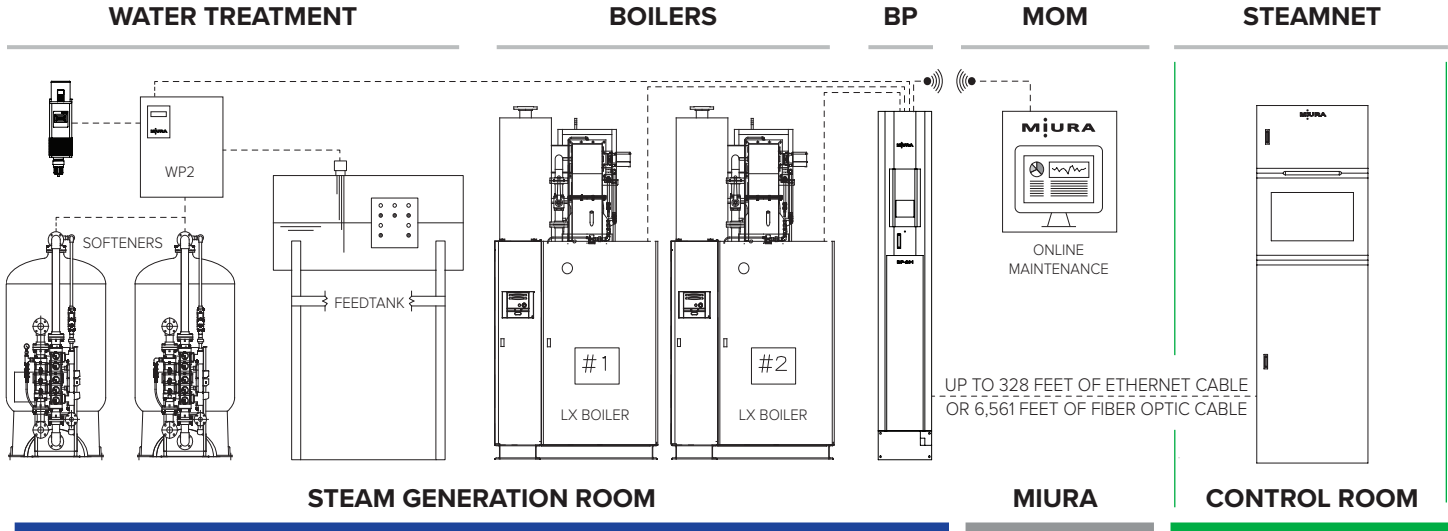 WATER TREATMENT
BOILERS
BP
MOM
STEAMNET
MIURA
WP2
SOFTENERS
FEEDTANK
#1
LX BOILER
#2
LX BOILER
MIURA
MIURA
ONLINE
MAINTENANCE
MIURA
UP TO 328 FEET OF ETHERNET CABLE
OR 6,561 FEET OF FIBER OPTIC CABLE
STEAM GENERATION ROOM
MIURA
CONTROL ROOM